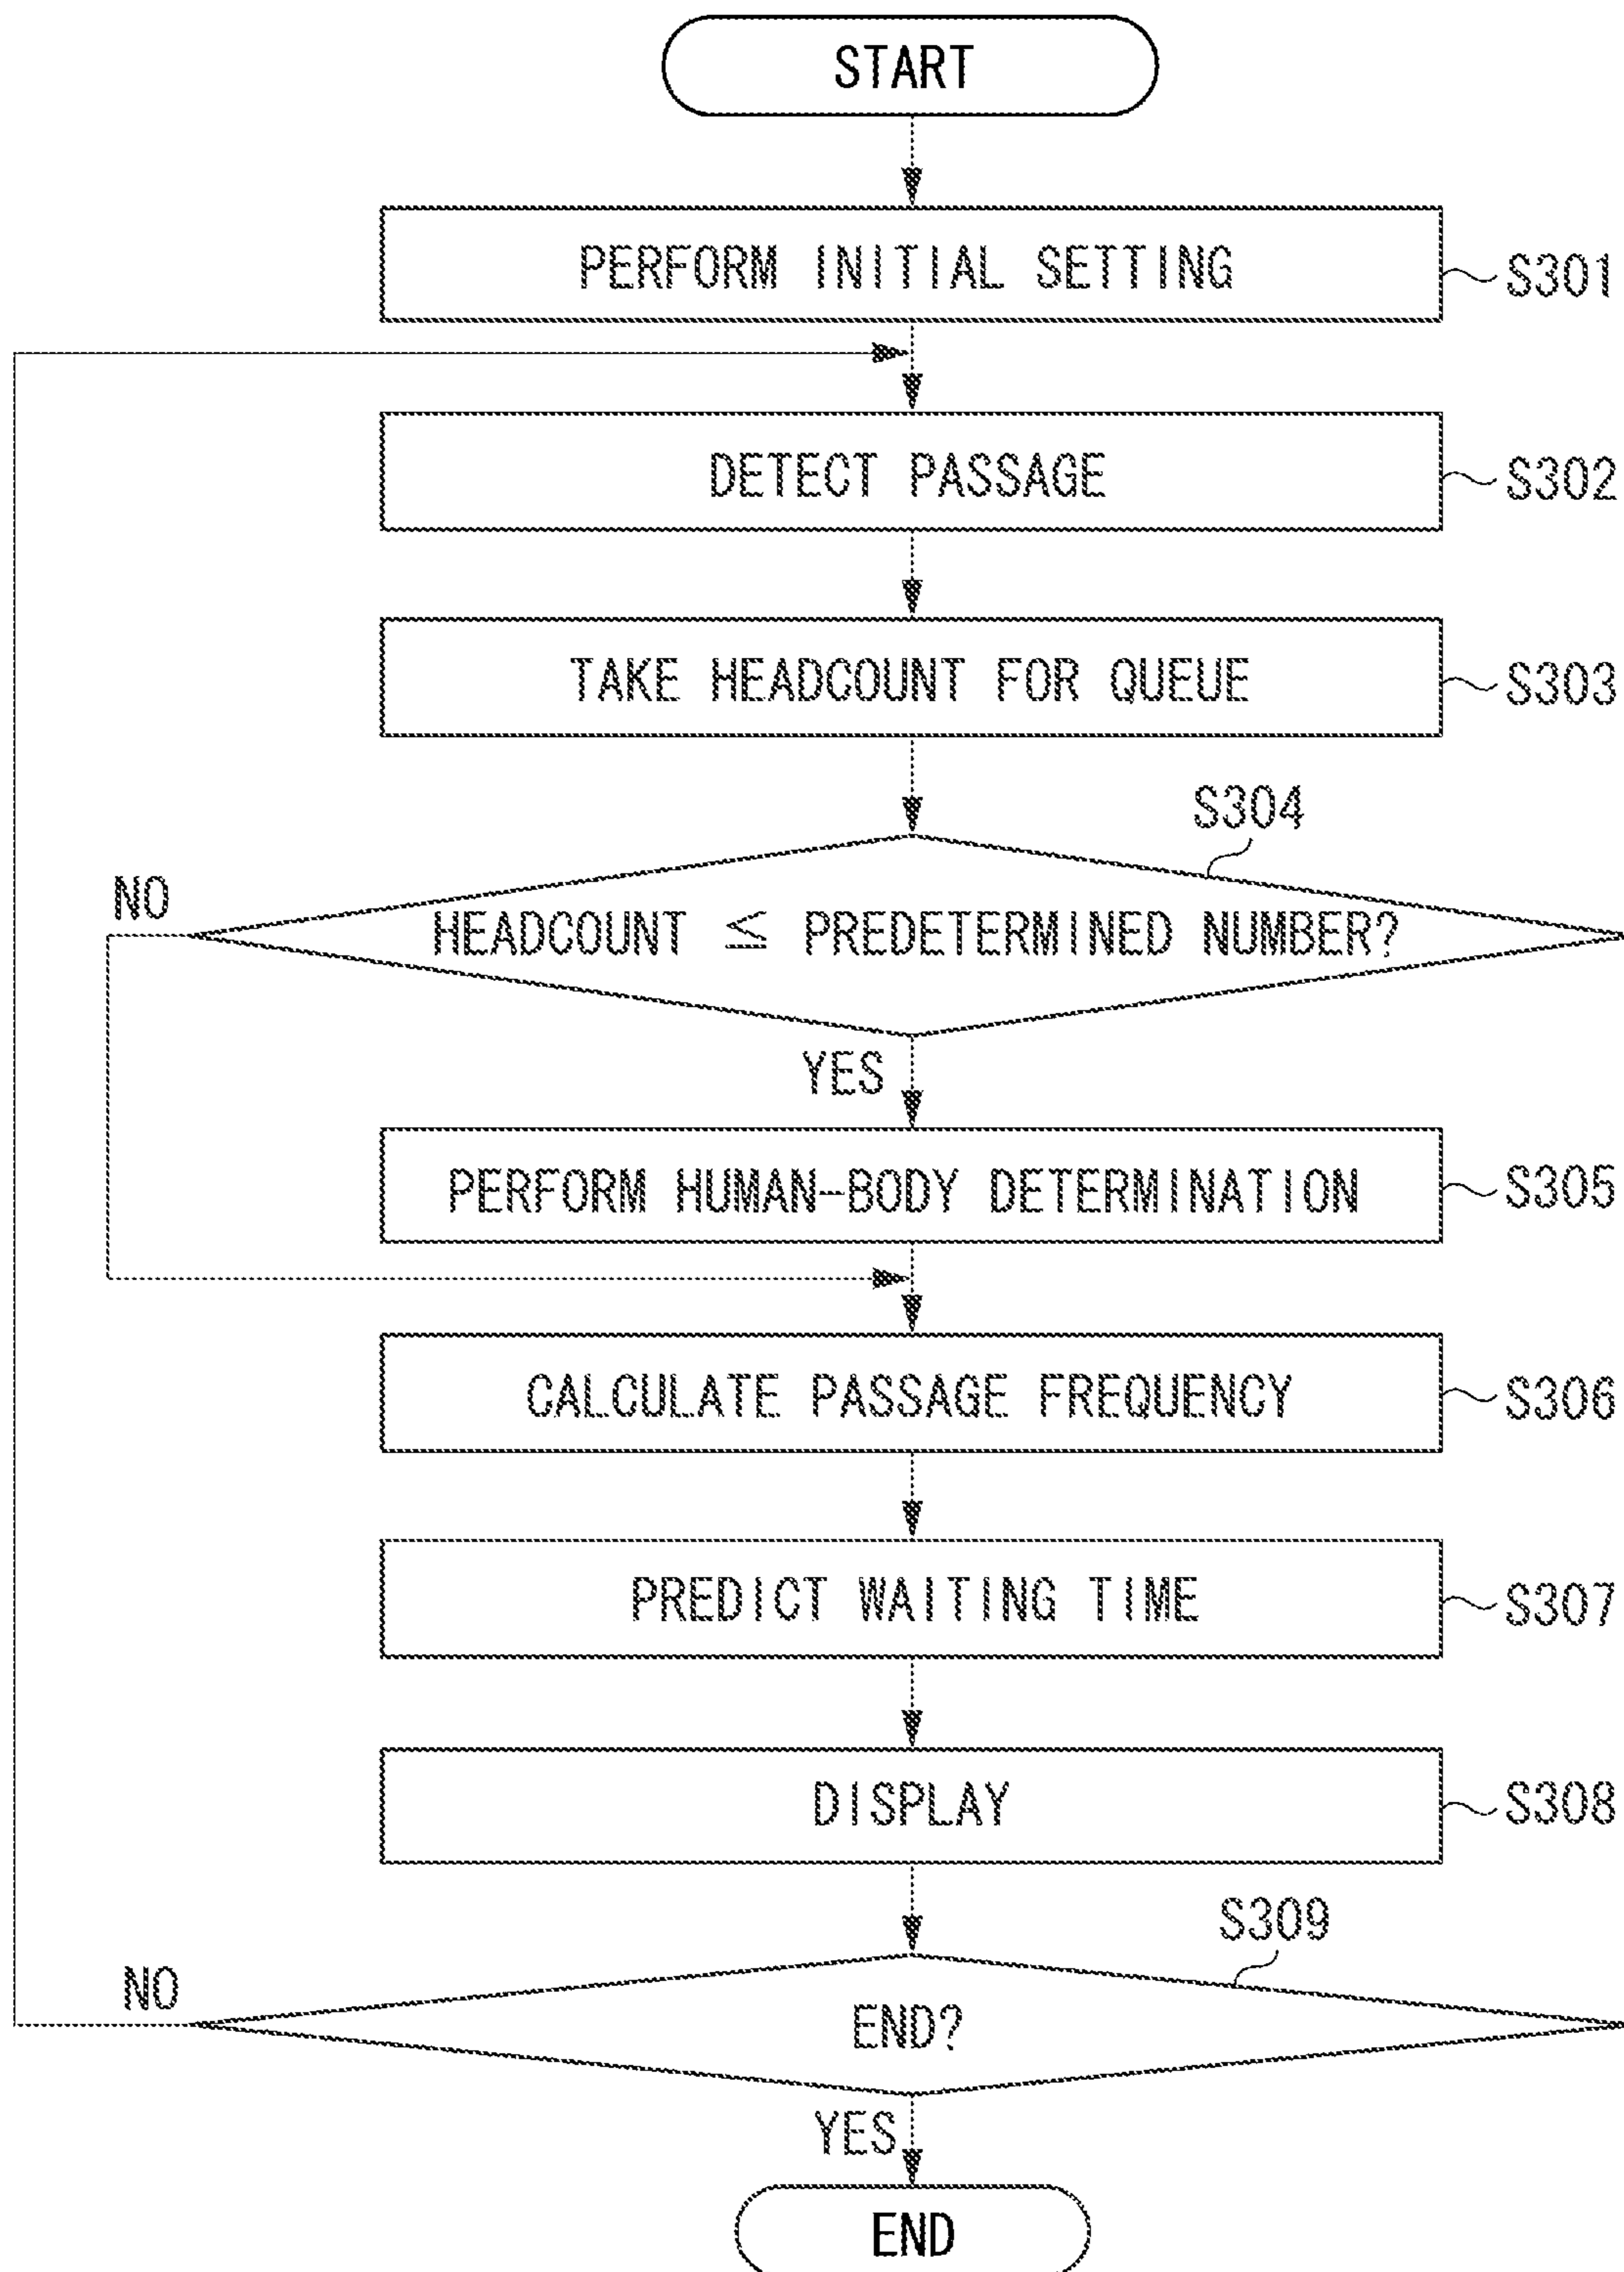 START
PERFORM INITIAL SETTING
S301
DETECT PASSAGE
S302
TAKE HEADCOUNT FOR QUEUE
S303
S304
NO
HEADCOUNT ≦ PREDETERMINED NUMBER?
YES
PERFORM HUMAN-BODY DETERMINATION
S305
CALCULATE PASSAGE FREQUENCY
S306
PREDICT WAITING TIME
S307
DISPLAY
S308
S309
NO
END?
YES
END